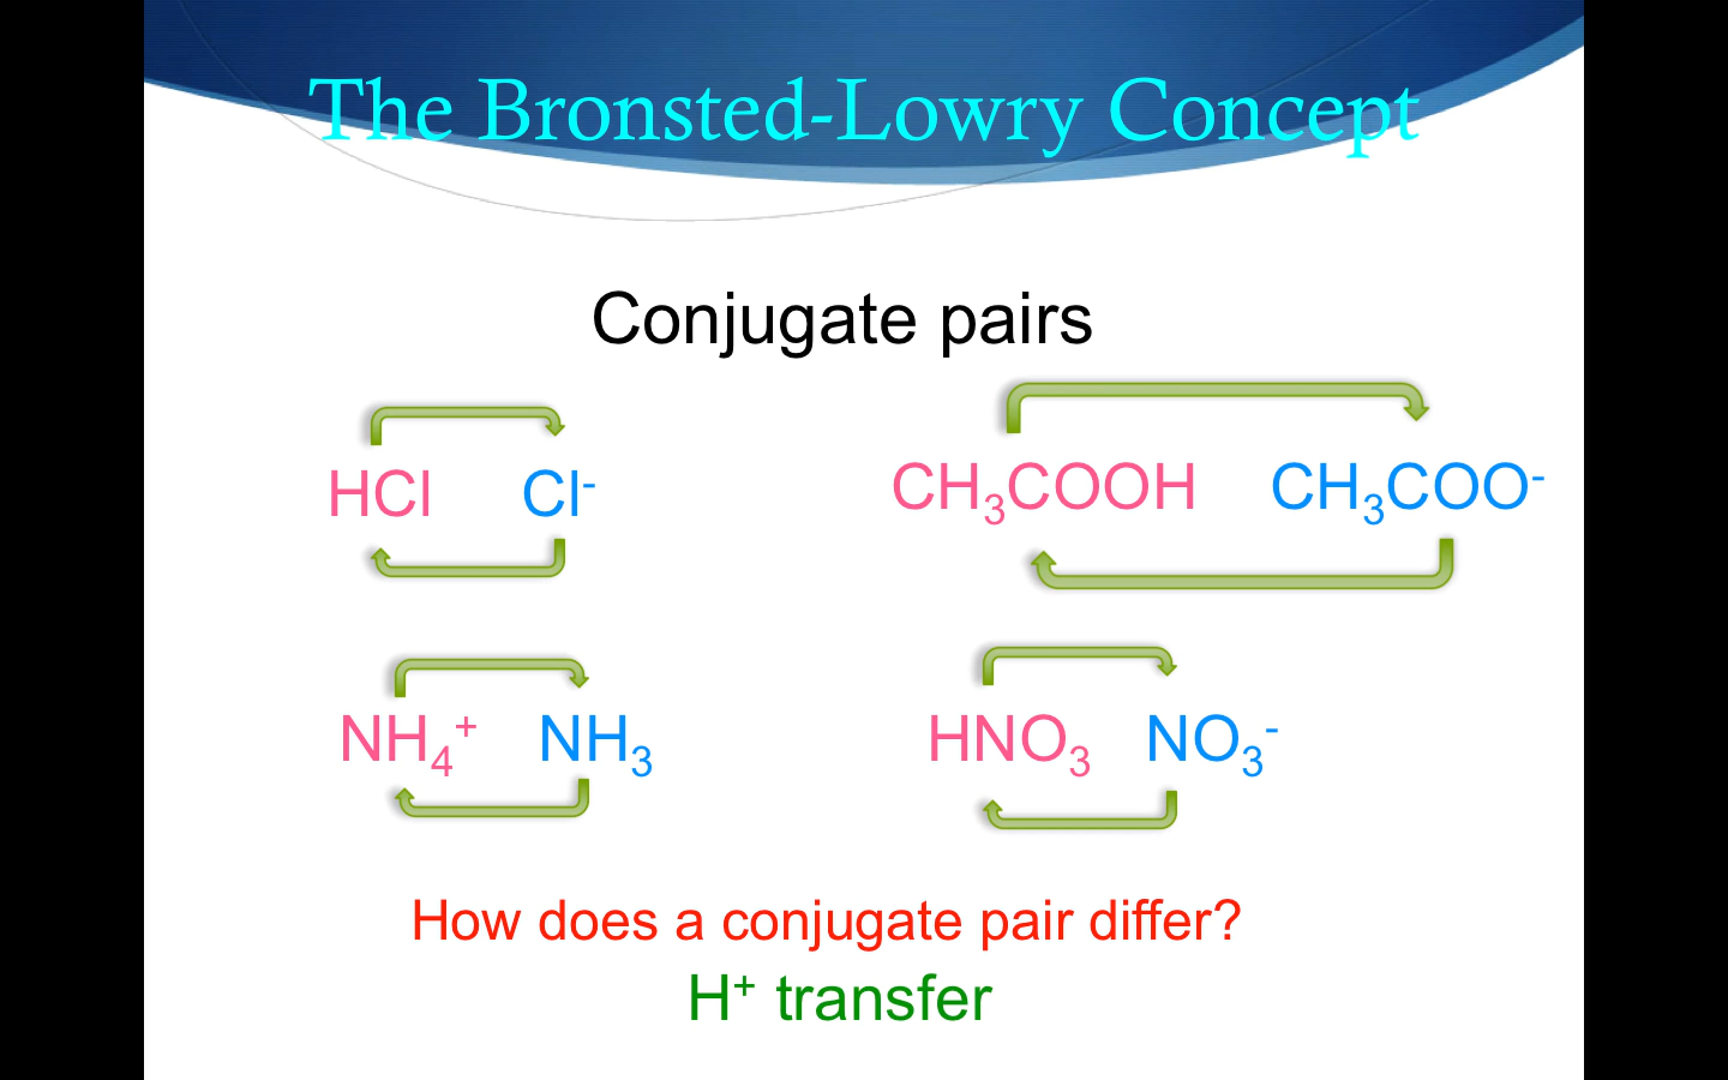 The Bronsted-Lowry Concept
Conjugate pairs
HCl Cl⁻
CH₃COOH CH₃COO⁻
NH₄⁺ NH₃
HNO₃ NO₃⁻
How does a conjugate pair differ?
H⁺ transfer